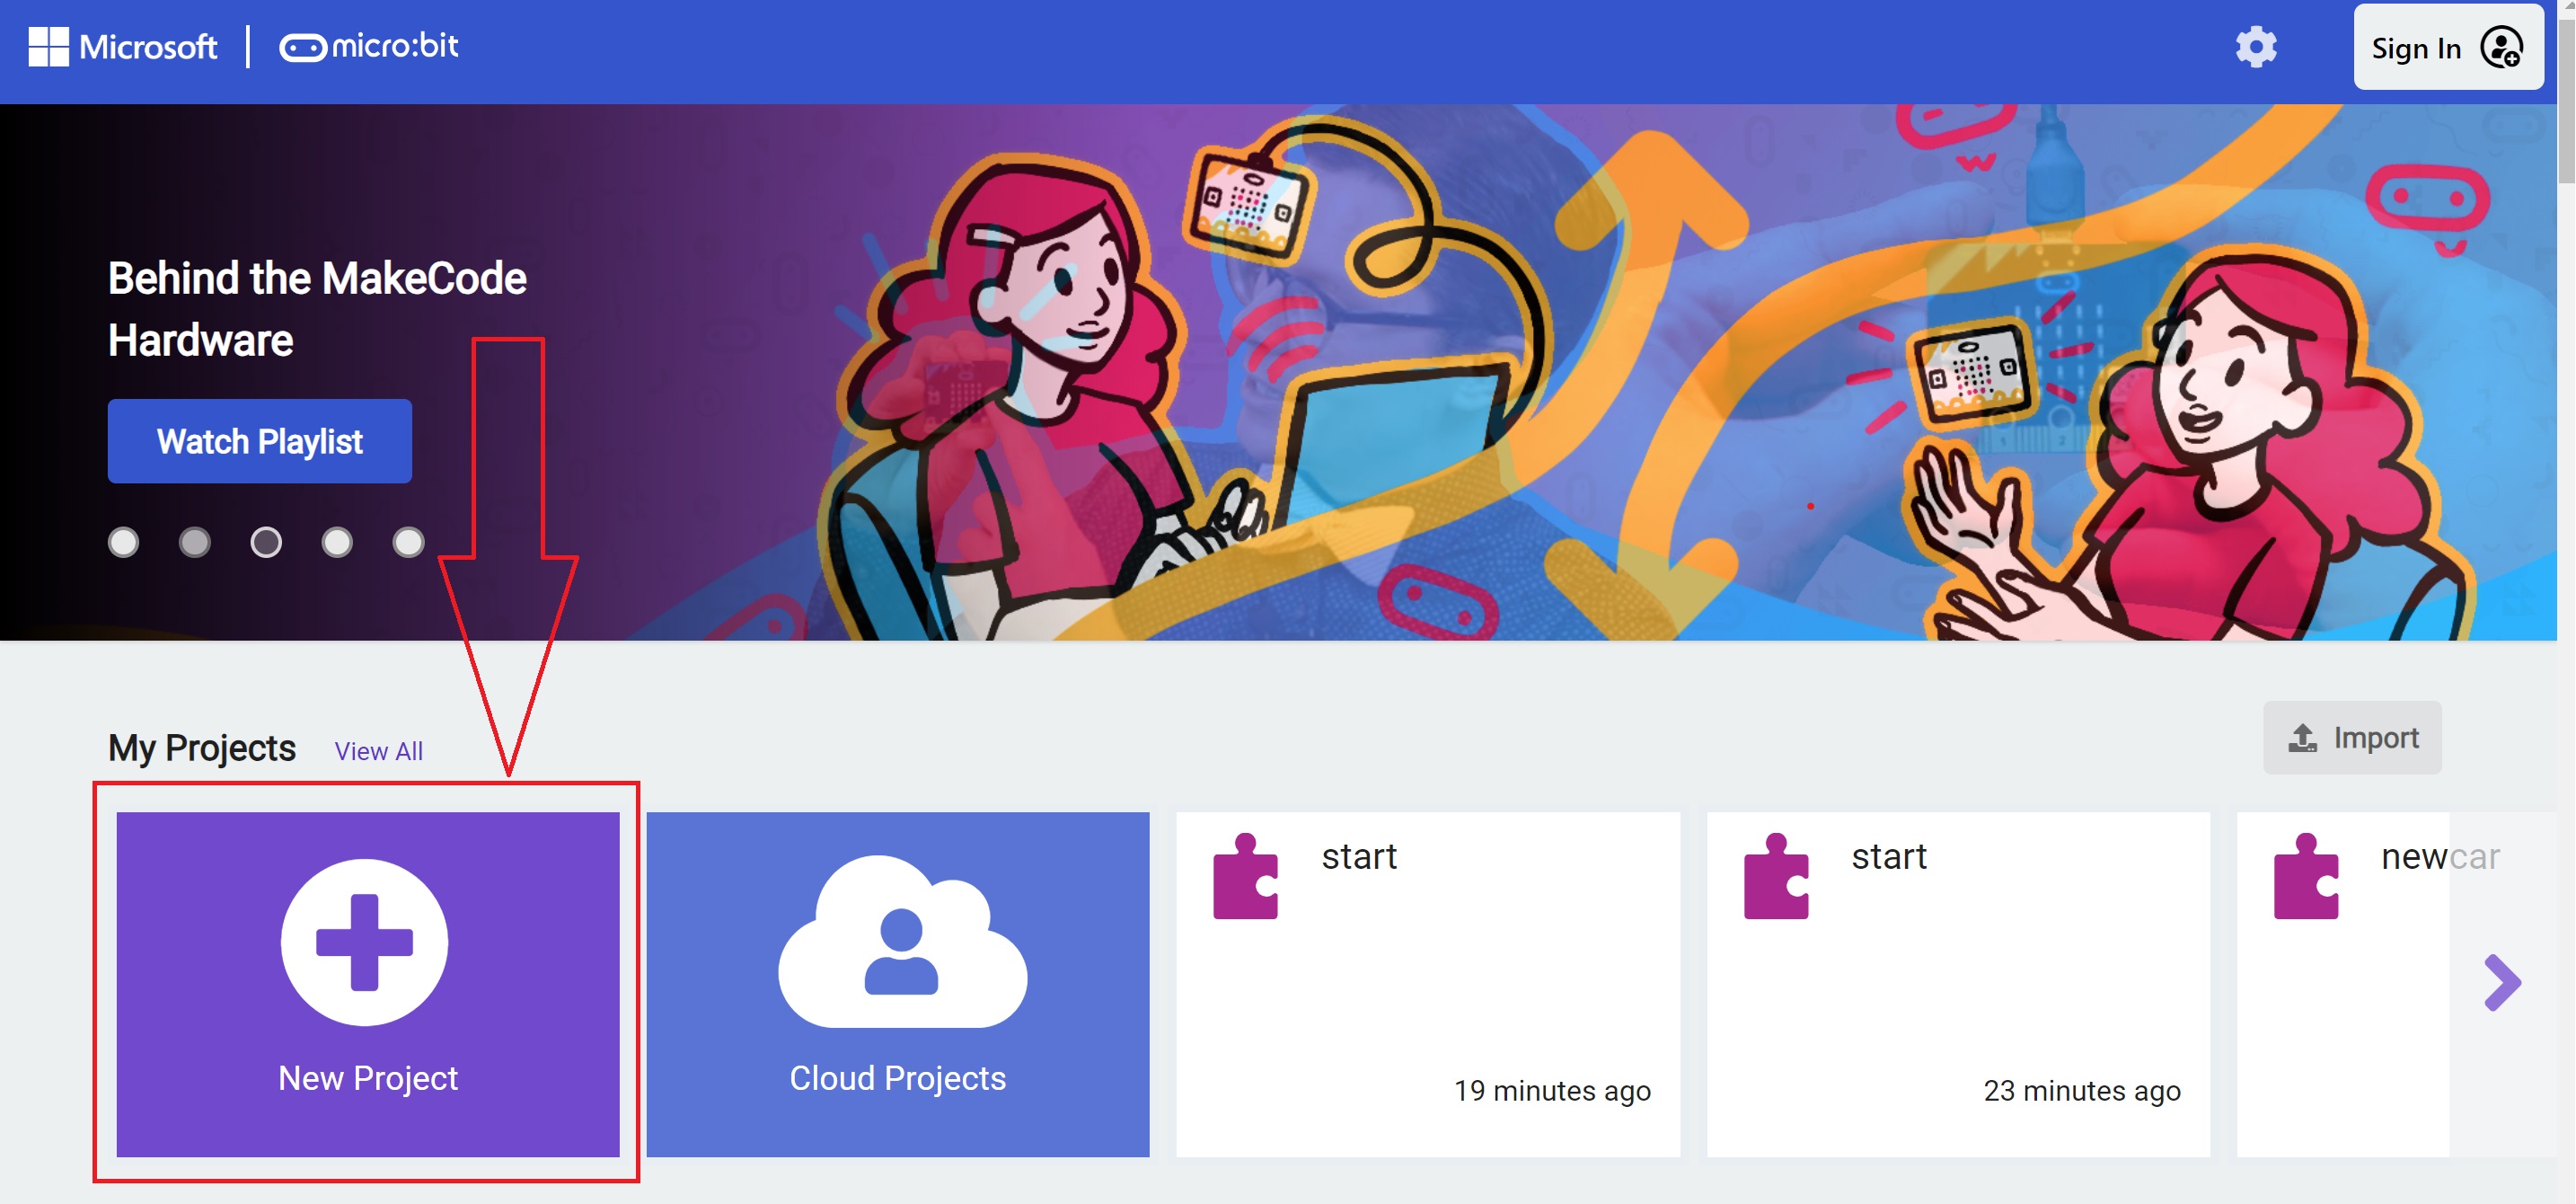 Microsoft
micro:bit
Sign In
Behind the MakeCode
Hardware
Watch Playlist
My Projects
View All
Import
New Project
Cloud Projects
start
19 minutes ago
start
23 minutes ago
newcar